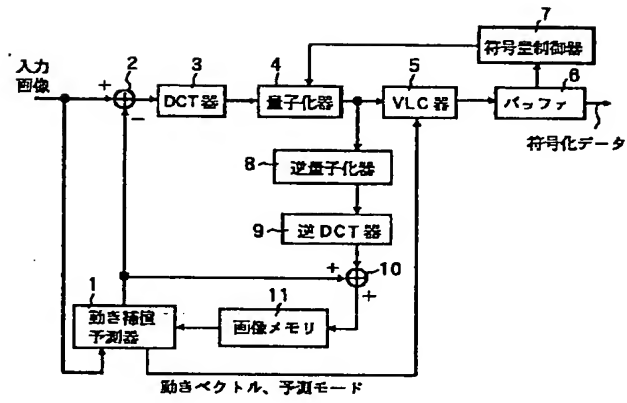 7
符号量制御器
入力
画像
+
2
−
3
DCT器
4
量子化器
5
VLC器
6
バッファ
符号化データ
8
逆量子化器
9
逆DCT器
+
10
+
1
動き補償
予測器
11
画像メモリ
動きベクトル、予測モード